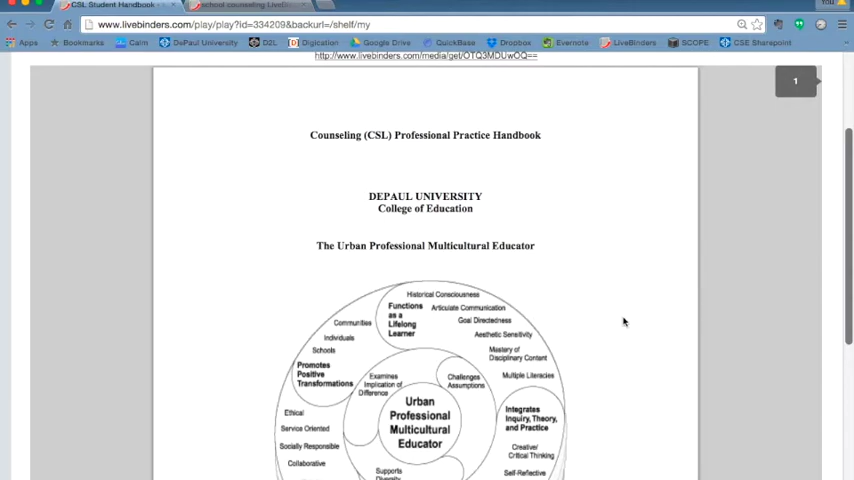 CSL Student Handbook
school counseling LiveBin
You
www.livebinders.com/play/play?id=334209&backurl=/shelf/my
Apps Bookmarks Calm DePaul University D2L Digication Google Drive QuickBase Dropbox Evernote LiveBinders SCOPE CSE Sharepoint
http://www.livebinders.com/media/get/OTQ3MDUwOQ==
1
Counseling (CSL) Professional Practice Handbook
DEPAUL UNIVERSITY
College of Education
The Urban Professional Multicultural Educator
Historical Consciousness
Functions
as a
Lifelong
Learner
Articulate Communication
Goal Directedness
Aesthetic Sensitivity
Mastery of
Disciplinary Content
Multiple Literacies
Communities
Individuals
Schools
Promotes
Positive
Transformations
Examines
Implication of
Difference
Challenges
Assumptions
Urban
Professional
Multicultural
Educator
Integrates
Inquiry, Theory,
and Practice
Ethical
Service Oriented
Socially Responsible
Collaborative
Creative/
Critical Thinking
Self-Reflective
Supports
Diversity